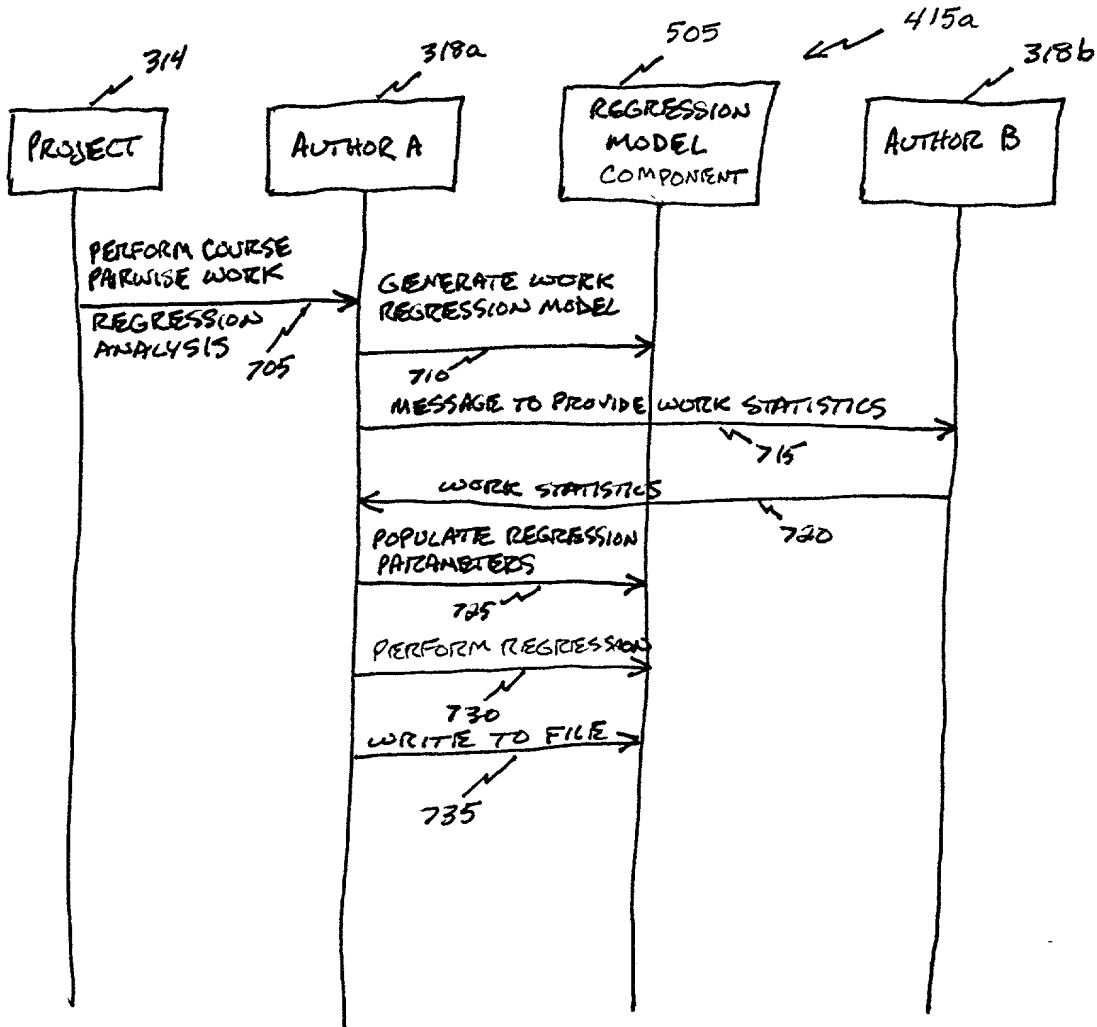 314
318a
505
415a
318b
PROJECT
AUTHOR A
REGRESSION
MODEL
COMPONENT
AUTHOR B
PERFORM COURSE
PAIRWISE WORK
REGRESSION
ANALYSIS
705
GENERATE WORK
REGRESSION MODEL
710
MESSAGE TO PROVIDE WORK STATISTICS
715
WORK STATISTICS
720
POPULATE REGRESSION
PARAMETERS
725
PERFORM REGRESSION
730
WRITE TO FILE
735